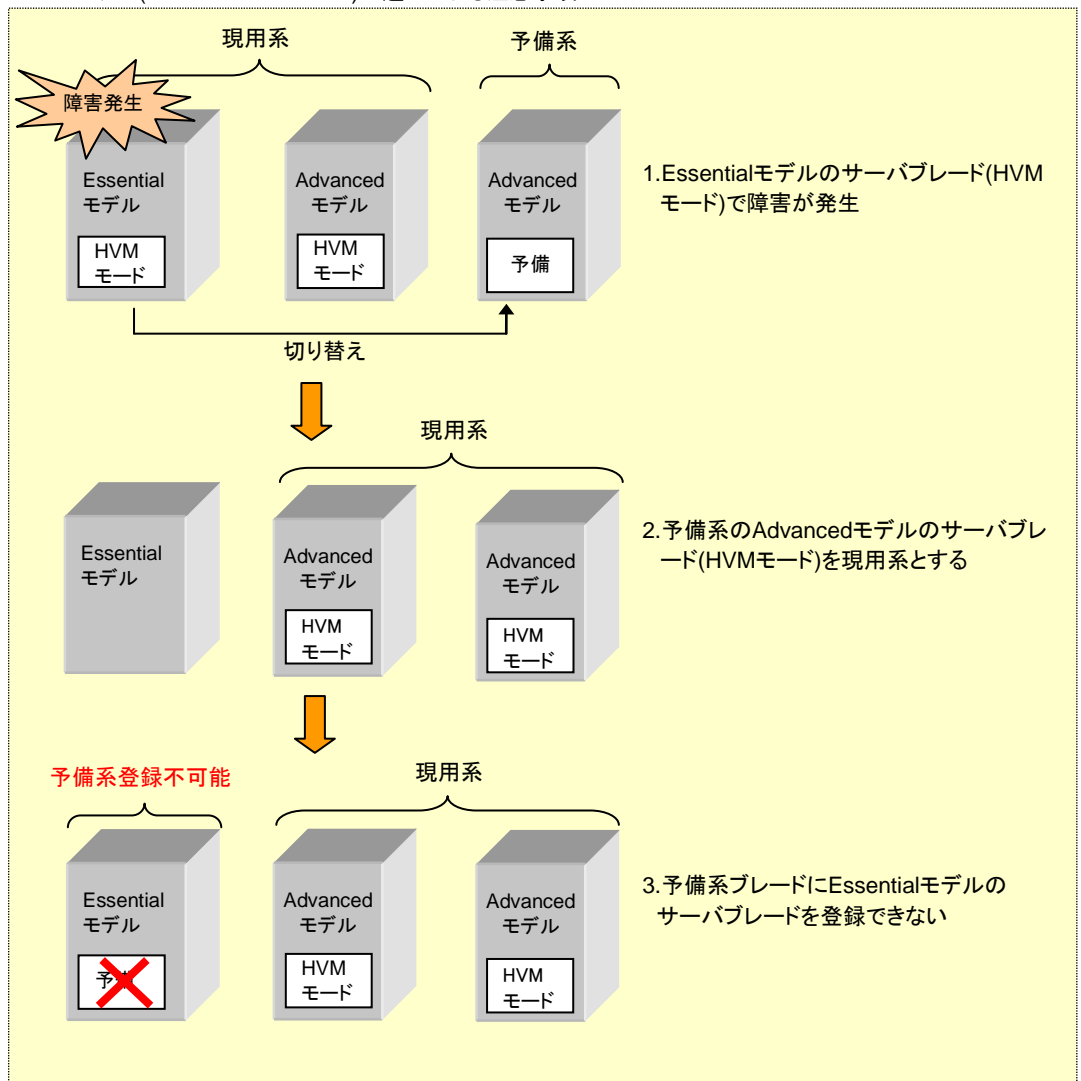 現用系
予備系
障害発生
Essential
モデル
HVM
モード
Advanced
モデル
HVM
モード
Advanced
モデル
予備
1.Essentialモデルのサーバブレード(HVM
モード)で障害が発生
切り替え
現用系
Essential
モデル
Advanced
モデル
HVM
モード
Advanced
モデル
HVM
モード
2.予備系のAdvancedモデルのサーバブレ
ード(HVMモード)を現用系とする
予備系登録不可能
現用系
Essential
モデル
予備
Advanced
モデル
HVM
モード
Advanced
モデル
HVM
モード
3.予備系ブレードにEssentialモデルの
サーバブレードを登録できない